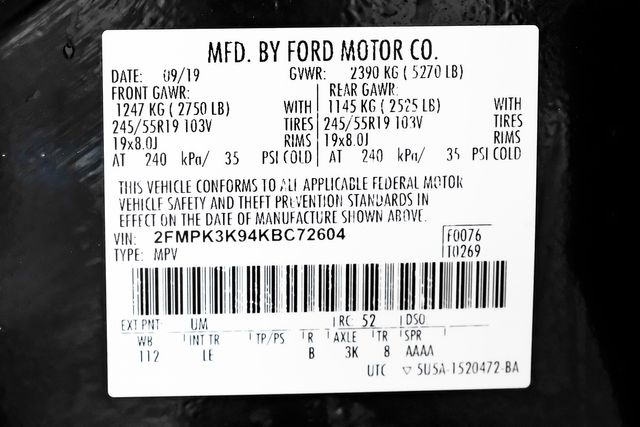 MFD. BY FORD MOTOR CO.
DATE: 09/19 GVWR: 2390 KG ( 5270 LB)
FRONT GAWR: REAR GAWR:
1247 KG ( 2750 LB) WITH 1145 KG ( 2525 LB) WITH
245/55R19 103V TIRES 245/55R19 103V TIRES
19x8.0J RIMS 19x8.0J RIMS
AT 240 kPa/ 35 PSI COLD AT 240 kPa/ 35 PSI COLD
THIS VEHICLE CONFORMS TO ALL APPLICABLE FEDERAL MOTOR
VEHICLE SAFETY AND THEFT PREVENTION STANDARDS IN
EFFECT ON THE DATE OF MANUFACTURE SHOWN ABOVE.
VIN: 2FMPK3K94KBC72604 F0076
TYPE: MPV T0269
EXT PNT: UM RC: 52 DSO
WB INT TR TP/PS R AXLE TR SPR
112 LE B 3K 8 AAAA
UTC ▽ 5U5A-1520472-BA